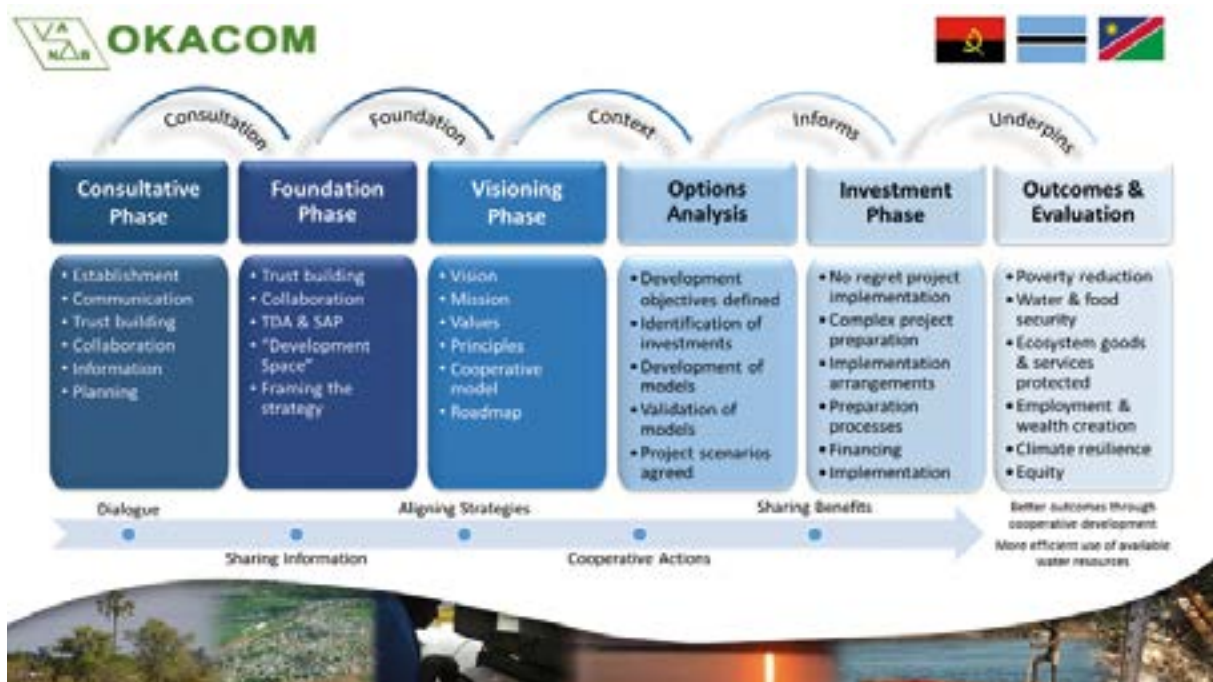 VA
NAB
OKACOM
Consultation
Foundation
Context
Informs
Underpins
Consultative
Phase
• Establishment
• Communication
• Trust building
• Collaboration
• Information
• Planning
Foundation
Phase
• Trust building
• Collaboration
• TDA & SAP
• "Development
Space"
• Framing the
strategy
Visioning
Phase
• Vision
• Mission
• Values
• Principles
• Cooperative
model
• Roadmap
Options
Analysis
• Development
objectives defined
• Identification of
investments
• Development of
models
• Validation of
models
• Project scenarios
agreed
Investment
Phase
• No regret project
implementation
• Complex project
preparation
• Implementation
arrangements
• Preparation
processes
• Financing
• Implementation
Outcomes &
Evaluation
• Poverty reduction
• Water & food
security
• Ecosystem goods
& services
protected
• Employment &
wealth creation
• Climate resilience
• Equity
Dialogue
Sharing Information
Aligning Strategies
Cooperative Actions
Sharing Benefits
Better outcomes through
cooperative development
More efficient use of available
water resources